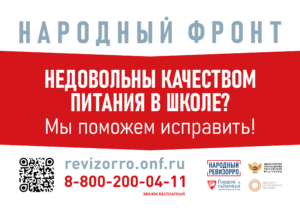 НАРОДНЫЙ ФРОНТ
НЕДОВОЛЬНЫ КАЧЕСТВОМ
ПИТАНИЯ В ШКОЛЕ?
Мы поможем исправить!
revizorro.onf.ru
8-800-200-04-11
ЗВОНОК БЕСПЛАТНЫЙ
НАРОДНЫЙ
РЕВИЗОРРО